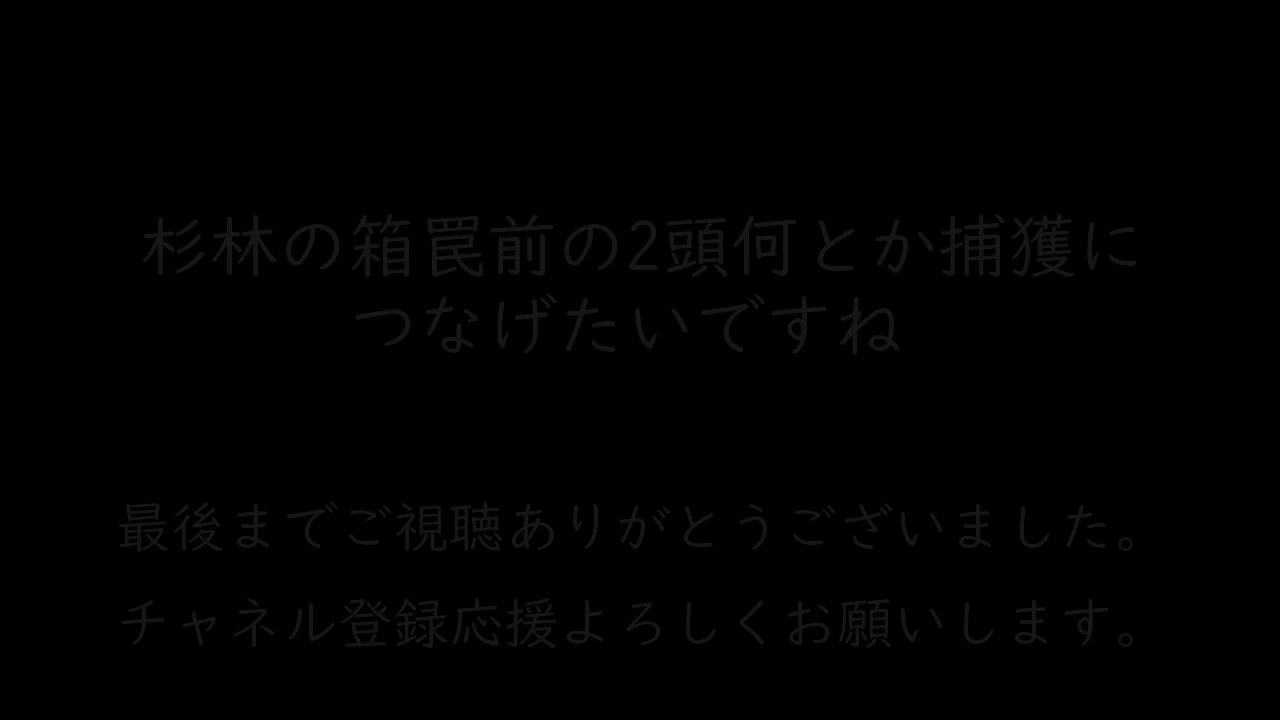 杉林の箱罠前の2頭何とか捕獲に
つなげたいですね
最後までご視聴ありがとうございました。
チャネル登録応援よろしくお願いします。